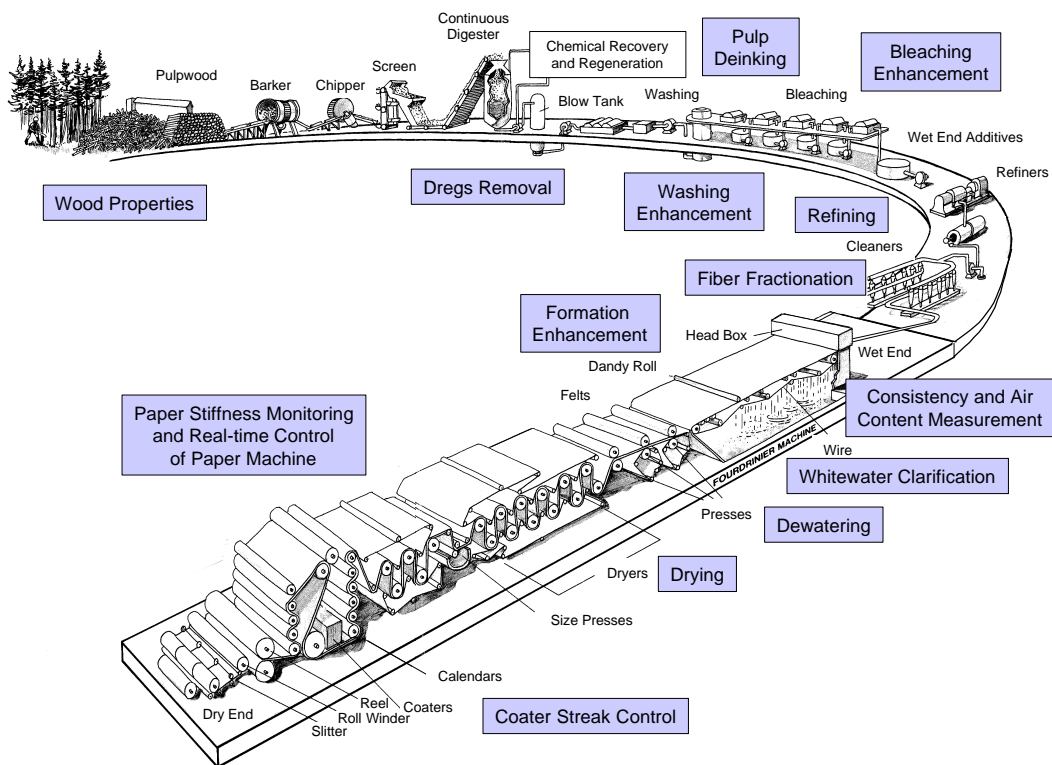 Continuous
Digester
Chemical Recovery
and Regeneration
Pulp
Deinking
Bleaching
Enhancement
Pulpwood
Barker
Chipper
Screen
Blow Tank
Washing
Bleaching
Wet End Additives
Refiners
Wood Properties
Dregs Removal
Washing
Enhancement
Refining
Cleaners
Fiber Fractionation
Formation
Enhancement
Head Box
Wet End
Dandy Roll
Felts
Paper Stiffness Monitoring
and Real-time Control
of Paper Machine
Consistency and Air
Content Measurement
Wire
FOURDRINIER MACHINE
Whitewater Clarification
Presses
Dewatering
Dryers
Drying
Size Presses
Calendars
Reel
Coaters
Roll Winder
Dry End
Slitter
Coater Streak Control